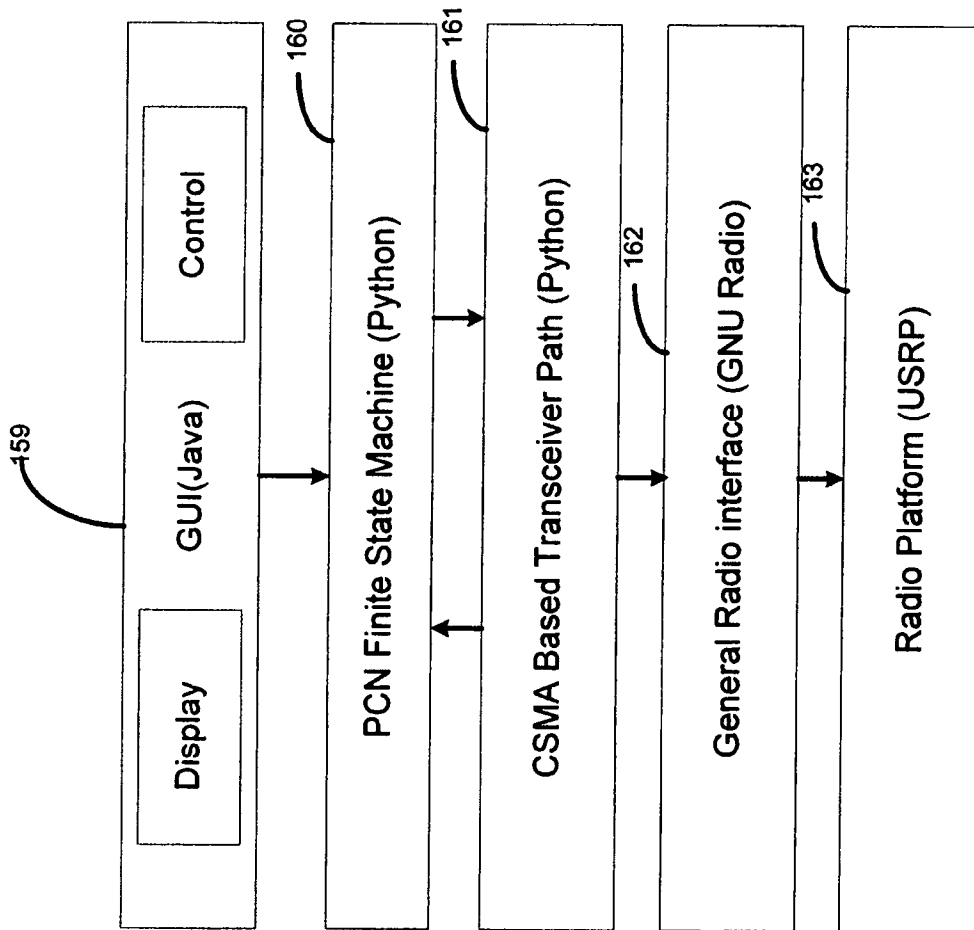 159
Display
GUI(Java)
Control
160
PCN Finite State Machine (Python)
161
CSMA Based Transceiver Path (Python)
162
General Radio interface (GNU Radio)
163
Radio Platform (USRP)